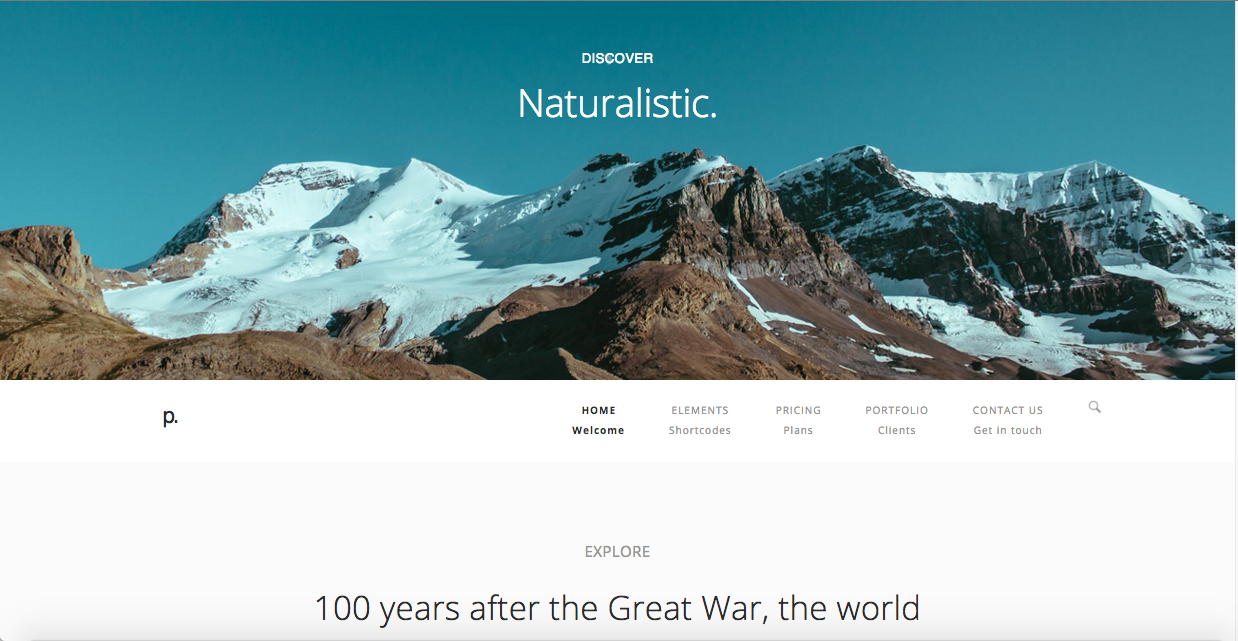 DISCOVER
Naturalistic.
p.
HOME
Welcome
ELEMENTS
Shortcodes
PRICING
Plans
PORTFOLIO
Clients
CONTACT US
Get in touch
EXPLORE
100 years after the Great War, the world